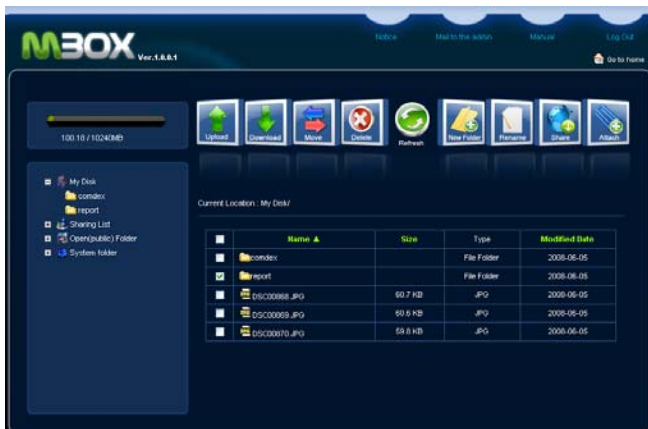 MBOX Ver.1.0.0.1
Notice Mail to the admin Manual Log Out
Go to home
100.18 / 10240MB
Upload Download Move Delete Refresh New Folder Rename Share Attach
My Disk
comdex
report
Sharing List
Open(public) Folder
System folder
Current Location : My Disk/
Name ▲ Size Type Modified Date
comdex File Folder 2008-06-05
report File Folder 2008-06-05
DSC00868.JPG 60.7 KB JPG 2008-06-05
DSC00869.JPG 60.6 KB JPG 2008-06-05
DSC00870.JPG 59.8 KB JPG 2008-06-05